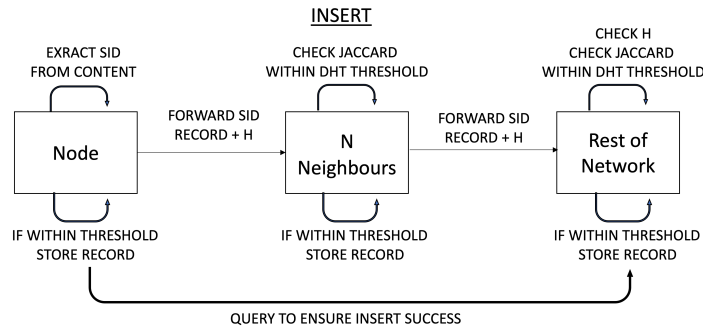 INSERT
EXRACT SID
FROM CONTENT
CHECK JACCARD
WITHIN DHT THRESHOLD
CHECK H
CHECK JACCARD
WITHIN DHT THRESHOLD
Node
FORWARD SID
RECORD + H
N
Neighbours
FORWARD SID
RECORD + H
Rest of
Network
IF WITHIN THRESHOLD
STORE RECORD
IF WITHIN THRESHOLD
STORE RECORD
IF WITHIN THRESHOLD
STORE RECORD
QUERY TO ENSURE INSERT SUCCESS